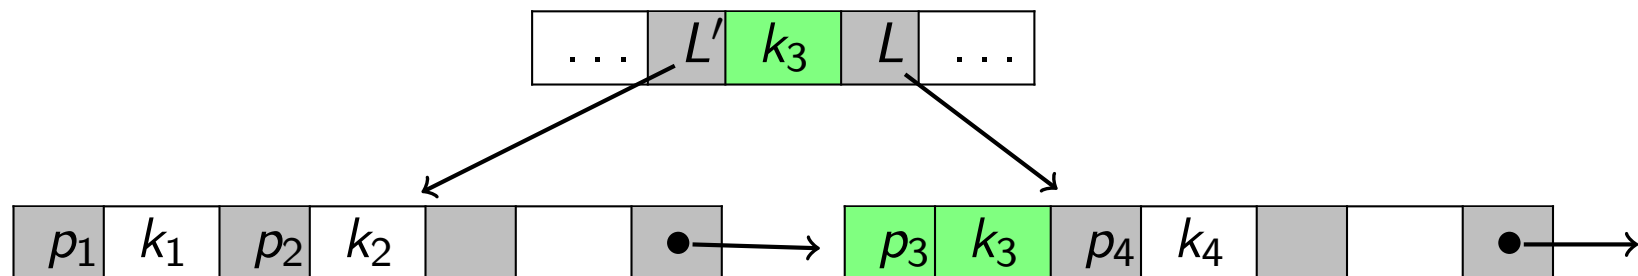 ... L′ k₃ L ...
p₁ k₁ p₂ k₂ p₃ k₃ p₄ k₄